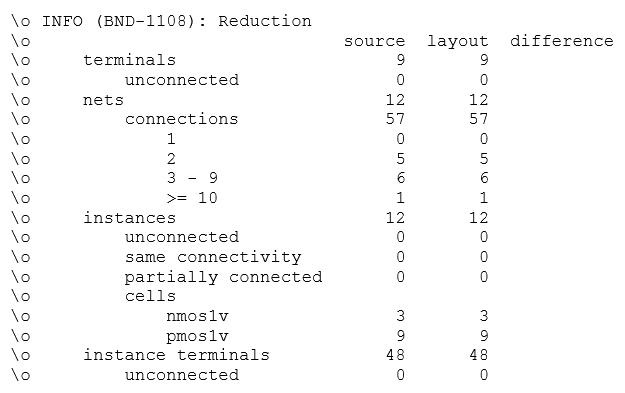 \o INFO (BND-1108): Reduction
\o                              source  layout  difference
\o     terminals                     9       9
\o         unconnected               0       0
\o     nets                         12      12
\o         connections              57      57
\o             1                     0       0
\o             2                     5       5
\o             3 - 9                 6       6
\o             >= 10                 1       1
\o     instances                    12      12
\o         unconnected               0       0
\o         same connectivity         0       0
\o         partially connected       0       0
\o         cells
\o             nmos1v                3       3
\o             pmos1v                9       9
\o     instance terminals           48      48
\o         unconnected               0       0